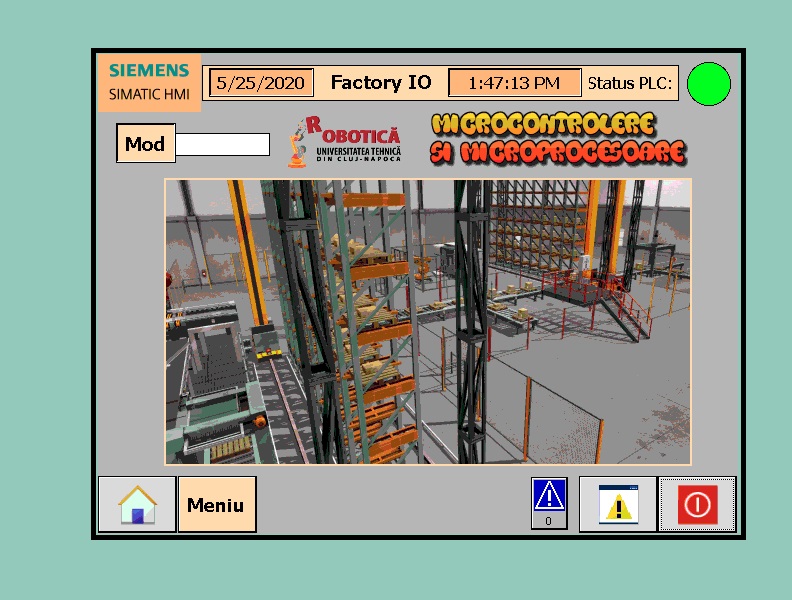 SIEMENS
SIMATIC HMI
5/25/2020
Factory IO
1:47:13 PM
Status PLC:
Mod
ROBOTICĂ
UNIVERSITATEA TEHNICĂ
DIN CLUJ-NAPOCA
MICROCONTROLERE
SI MICROPROCESOARE
Meniu
0